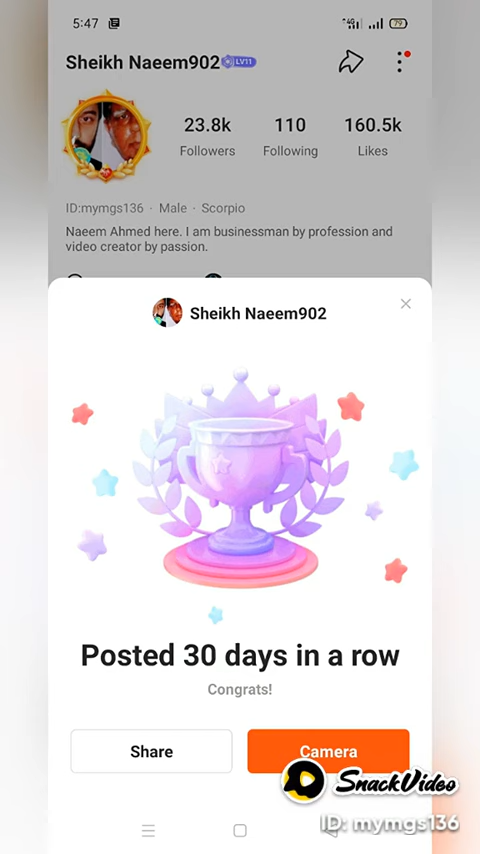 5:47
4G
79
Sheikh Naeem902
LV11
23.8k 110 160.5k
Followers Following Likes
ID:mymgs136 · Male · Scorpio
Naeem Ahmed here. I am businessman by profession and
video creator by passion.
Sheikh Naeem902
Posted 30 days in a row
Congrats!
Share Camera
SnackVideo
ID: mymgs136